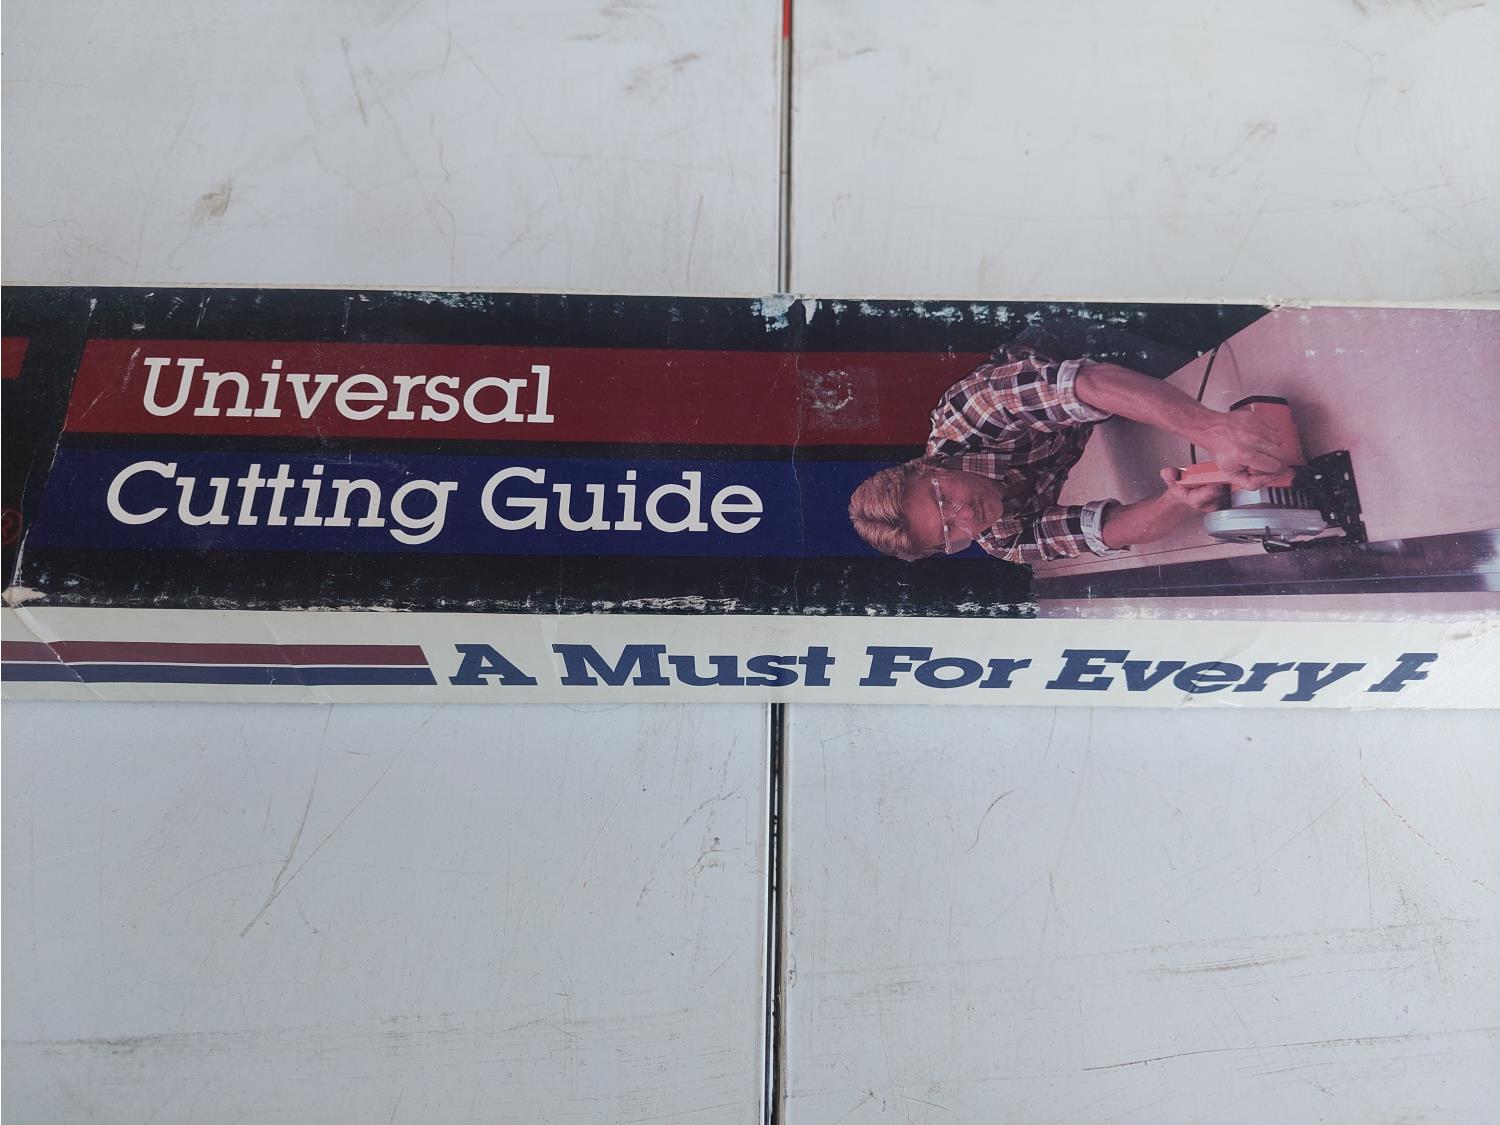 Universal
Cutting Guide
A Must For Every